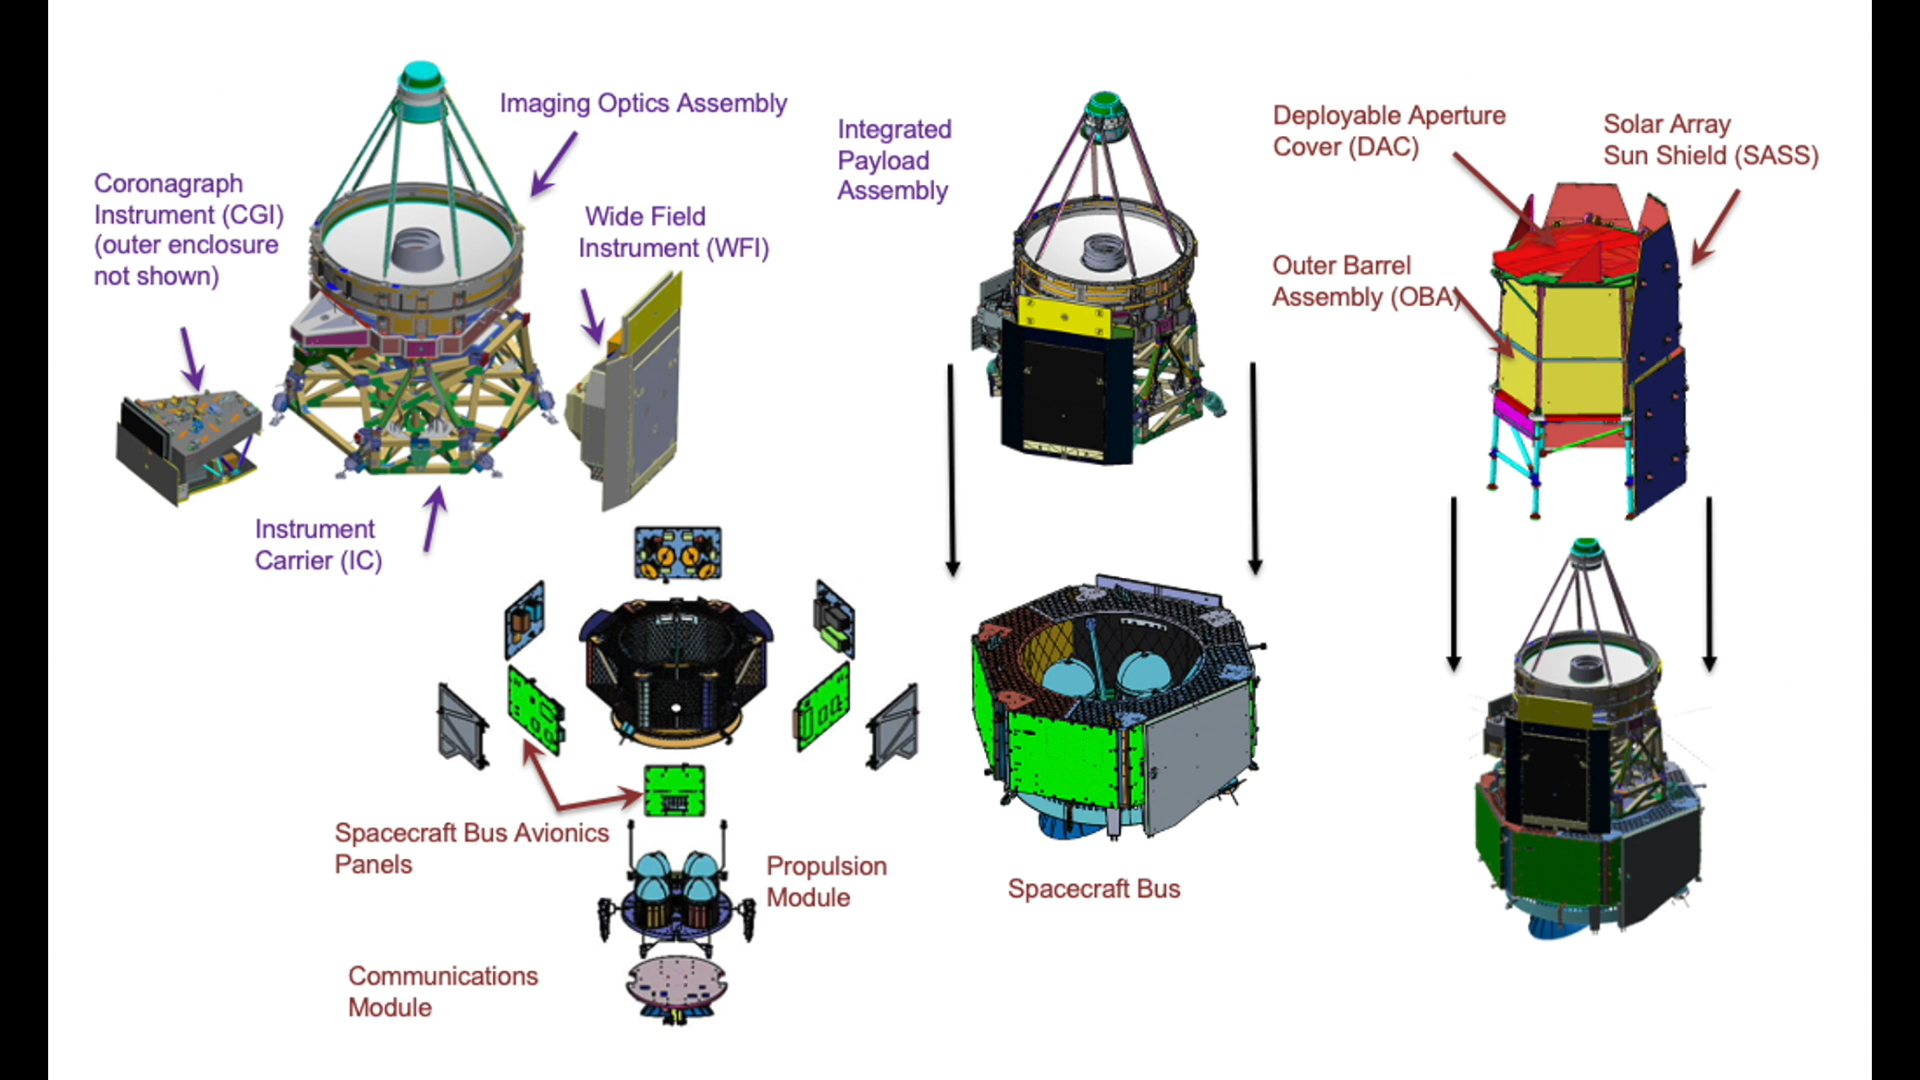 Imaging Optics Assembly
Coronagraph
Instrument (CGI)
(outer enclosure
not shown)
Wide Field
Instrument (WFI)
Instrument
Carrier (IC)
Integrated
Payload
Assembly
Deployable Aperture
Cover (DAC)
Solar Array
Sun Shield (SASS)
Outer Barrel
Assembly (OBA)
Spacecraft Bus Avionics
Panels
Propulsion
Module
Communications
Module
Spacecraft Bus